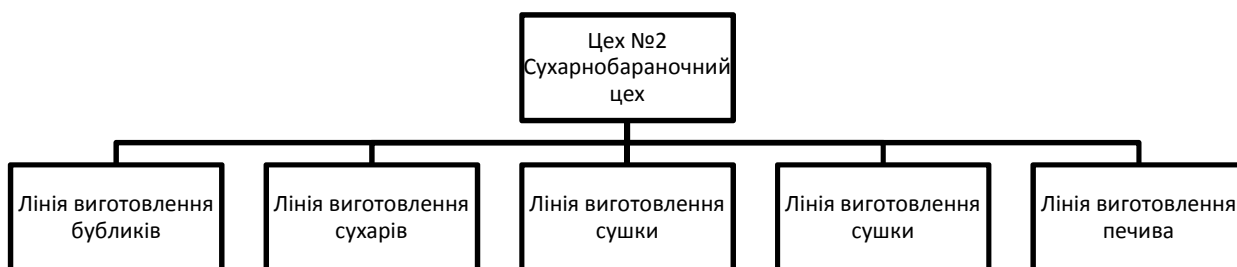 Цех №2
Сухарнобараночний
цех
Лінія виготовлення
бубликів
Лінія виготовлення
сухарів
Лінія виготовлення
сушки
Лінія виготовлення
сушки
Лінія виготовлення
печива